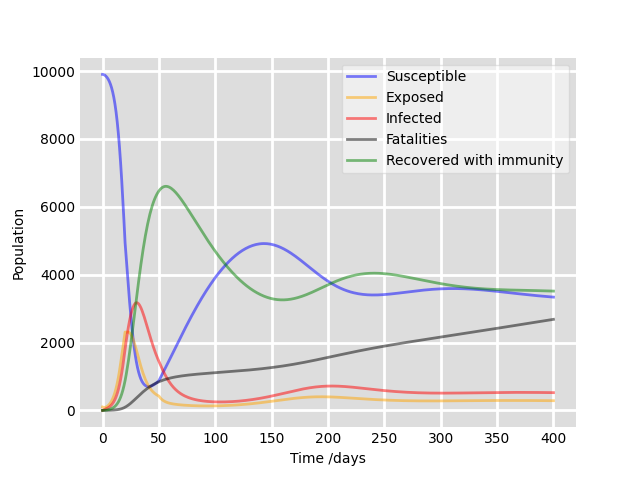 10000
8000
6000
4000
2000
0
Population
0 50 100 150 200 250 300 350 400
Time /days
Susceptible
Exposed
Infected
Fatalities
Recovered with immunity